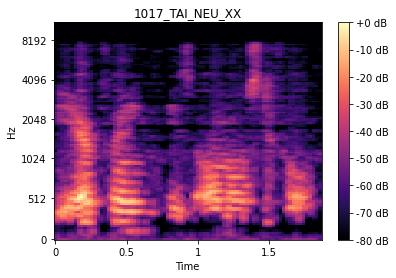 1017_TAI_NEU_XX
+0 dB
8192
-10 dB
4096
-20 dB
-30 dB
2048
Hz
-40 dB
1024
-50 dB
512
-60 dB
-70 dB
0
-80 dB
0
0.5
1
1.5
Time